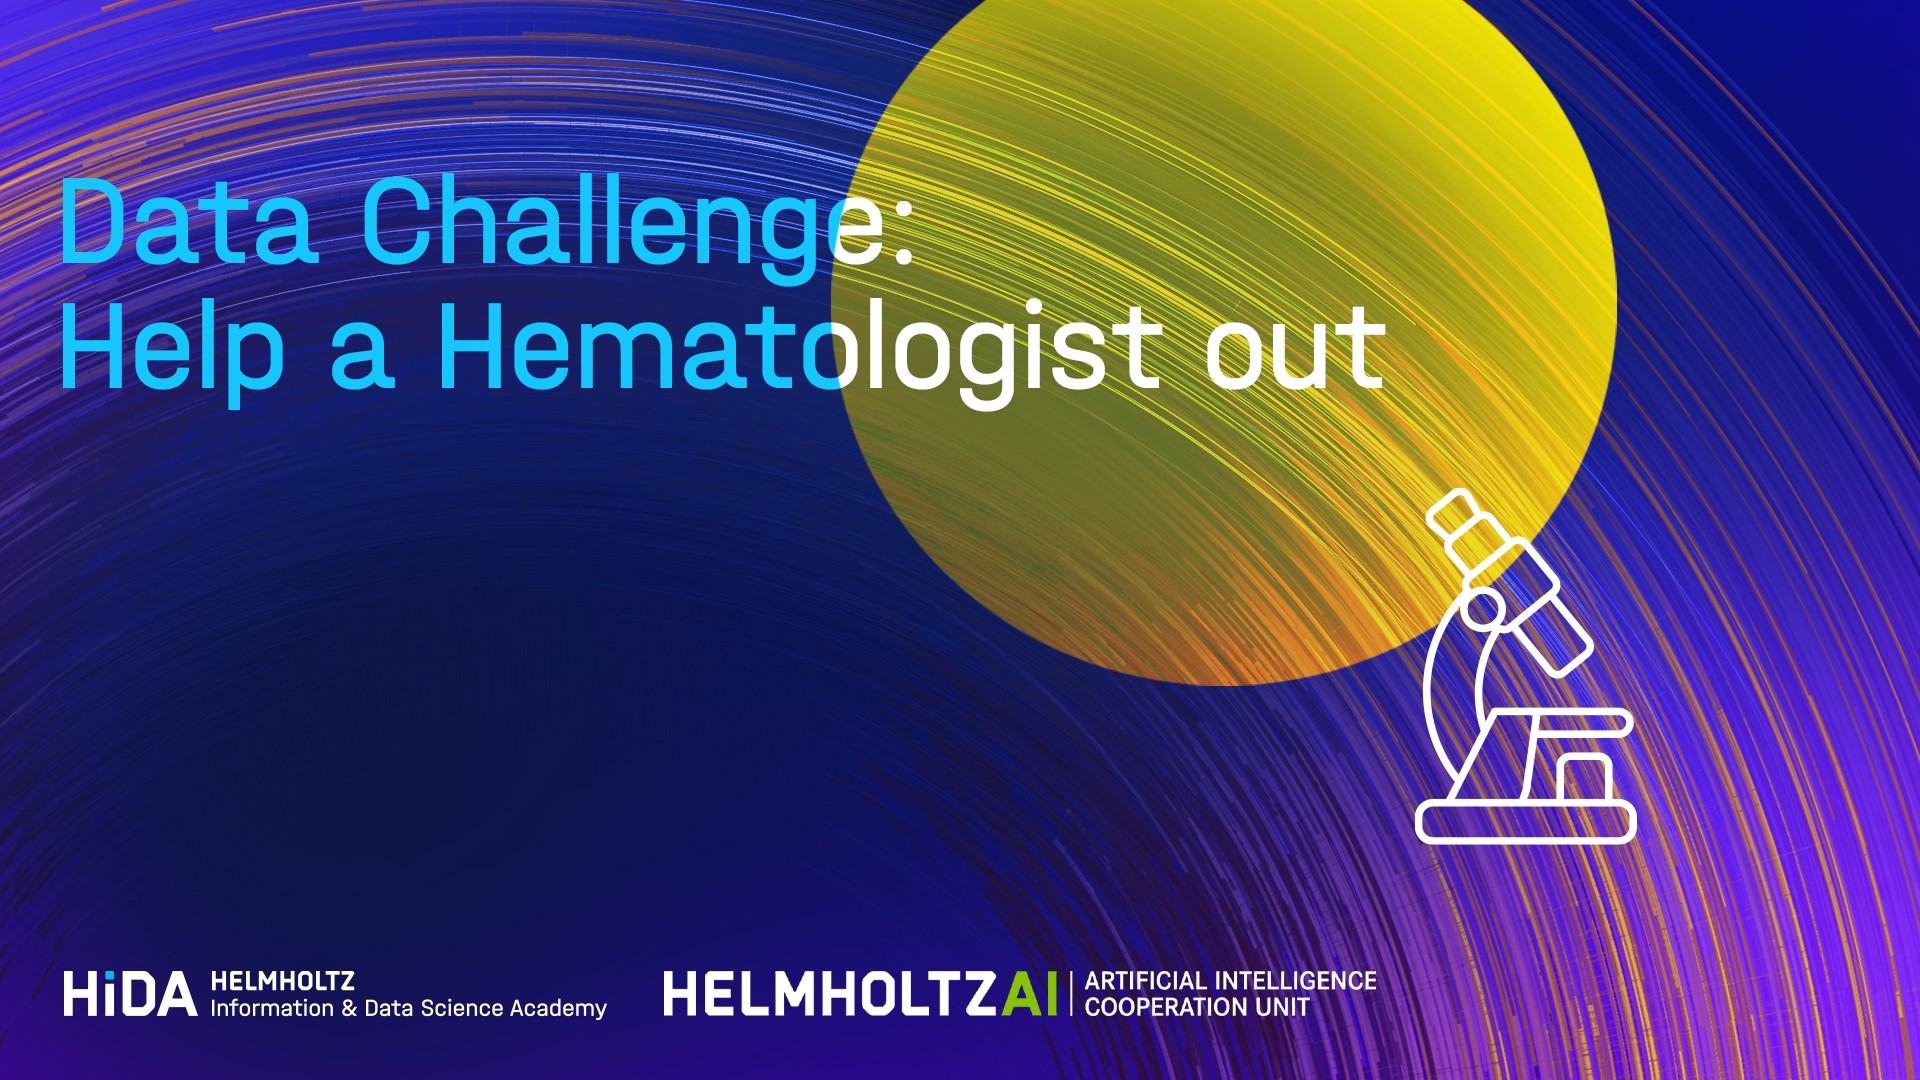 Data Challenge:
Help a Hematologist out
HiDA
HELMHOLTZ
Information & Data Science Academy
HELMHOLTZAI
ARTIFICIAL INTELLIGENCE
COOPERATION UNIT